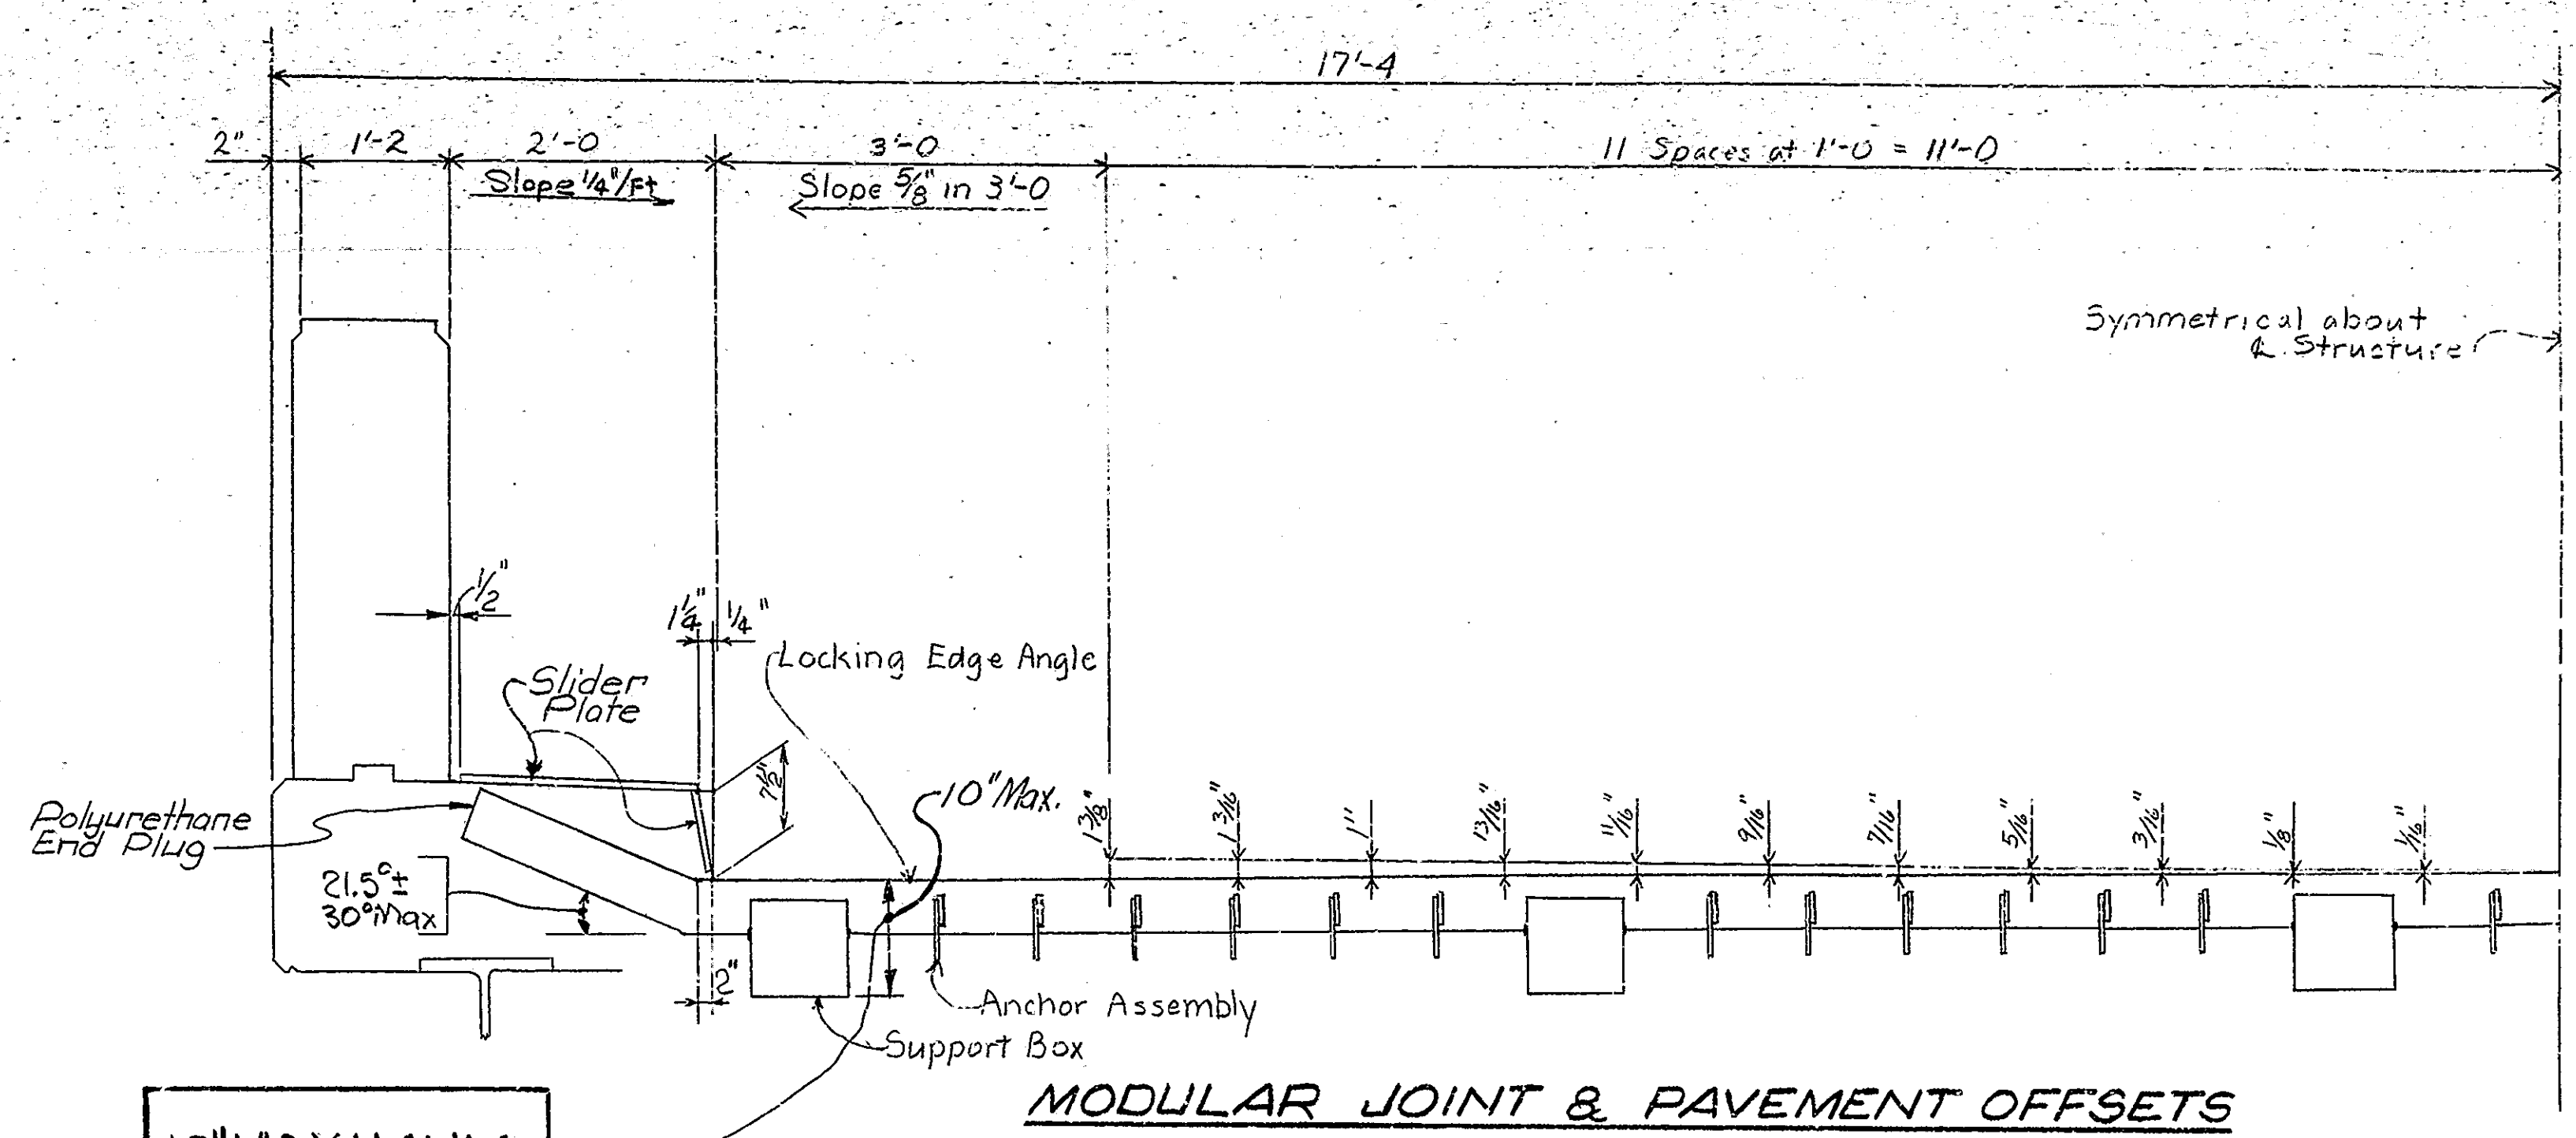 17'-4
2"
1'-2
2'-0
3'-0
11 Spaces at 1'-0 = 11'-0
Slope 1/4"/Ft
Slope 5/8" in 3'-0
Symmetrical about
℄ Structure
1/2"
1 1/4"
1/4"
Locking Edge Angle
Slider
Plate
7 1/2"
10" Max.
1 3/8"
1 3/16"
1"
13/16"
11/16"
9/16"
7/16"
5/16"
3/16"
1/8"
1/16"
Polyurethane
End Plug
21.5°±
30° Max
2"
Anchor Assembly
Support Box
MODULAR JOINT & PAVEMENT OFFSETS